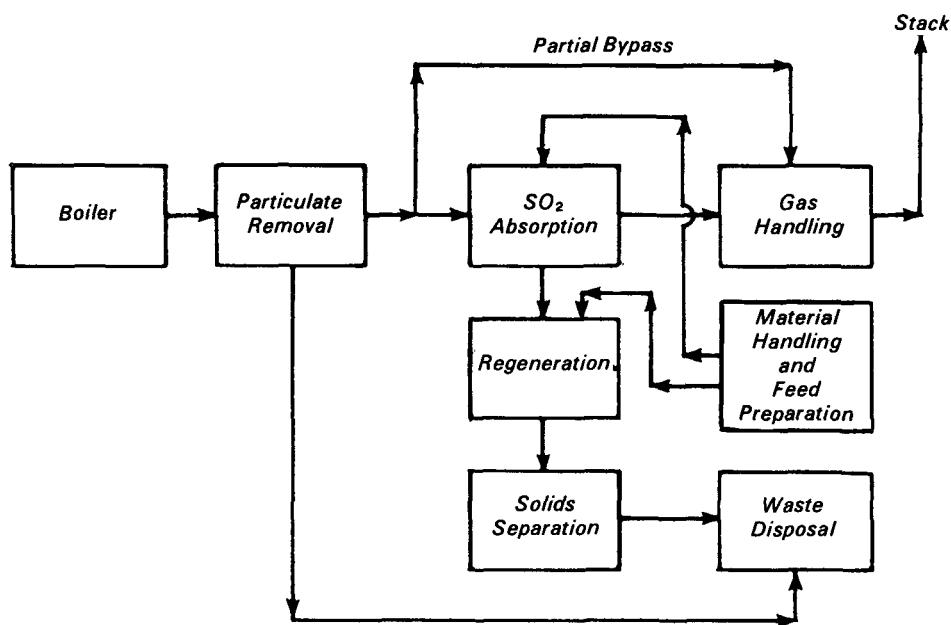 Stack
Partial Bypass
Boiler
Particulate
Removal
SO₂
Absorption
Gas
Handling
Regeneration
Material
Handling
and
Feed
Preparation
Solids
Separation
Waste
Disposal